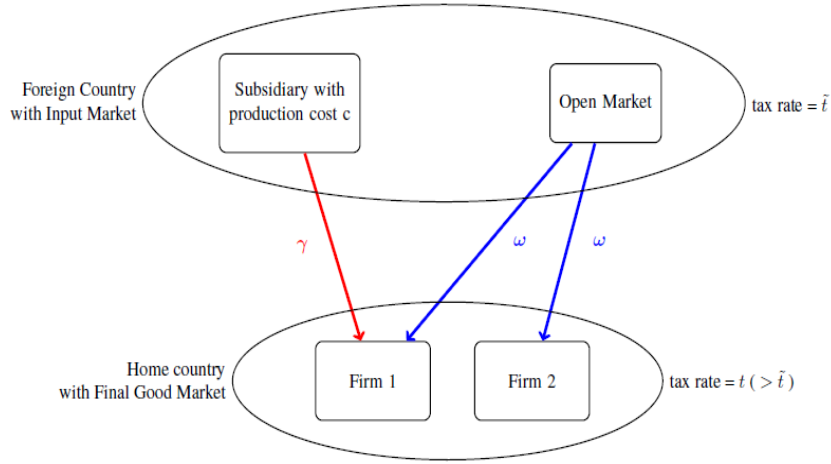 Foreign Country
with Input Market
Subsidiary with
production cost c
Open Market
tax rate = t̃
γ
ω
ω
Home country
with Final Good Market
Firm 1
Firm 2
tax rate = t ( > t̃ )